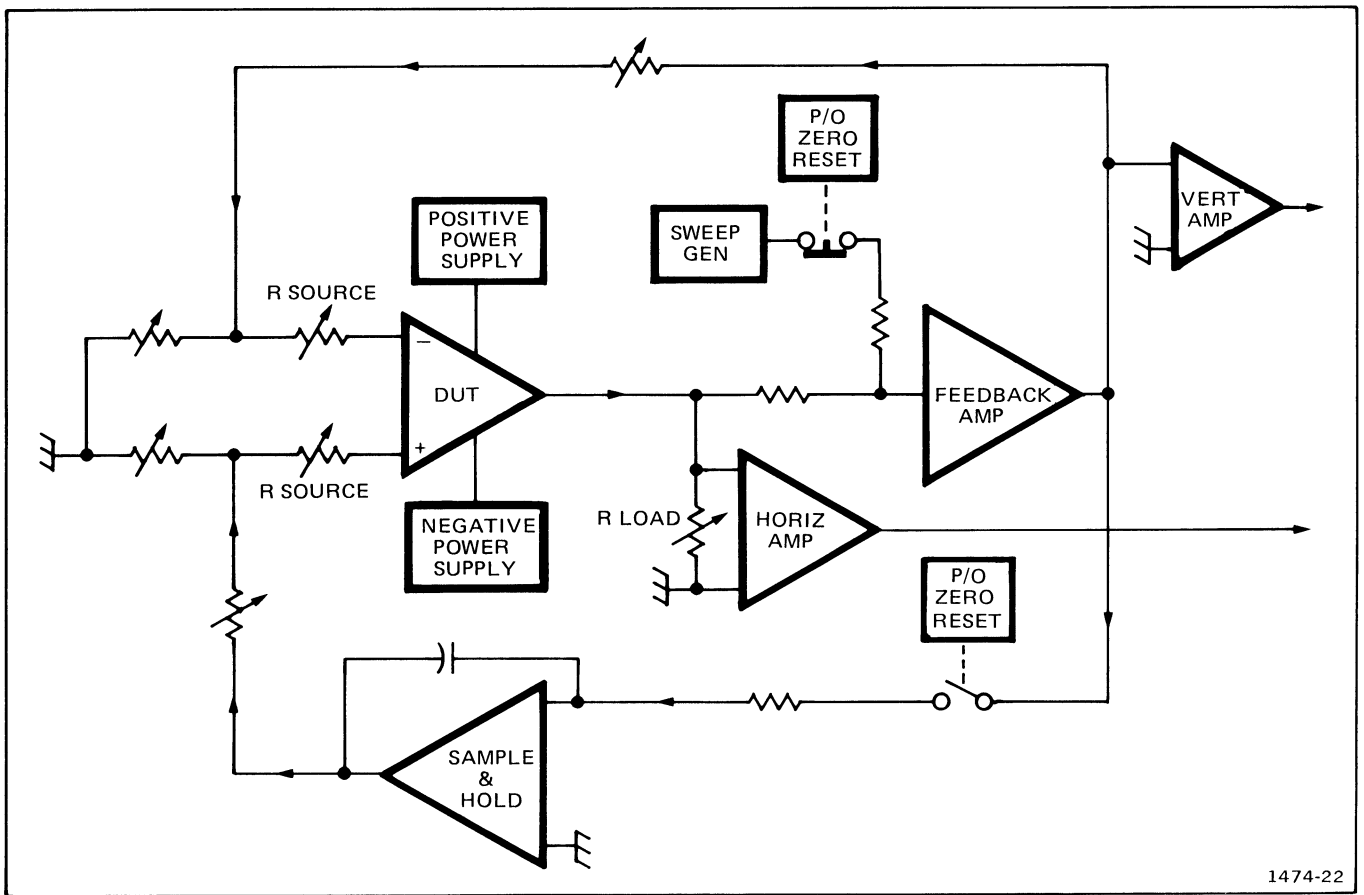 P/O
ZERO
RESET
VERT
AMP
POSITIVE
POWER
SUPPLY
SWEEP
GEN
R SOURCE
−
DUT
+
FEEDBACK
AMP
R SOURCE
NEGATIVE
POWER
SUPPLY
R LOAD
HORIZ
AMP
P/O
ZERO
RESET
SAMPLE
&
HOLD
1474-22